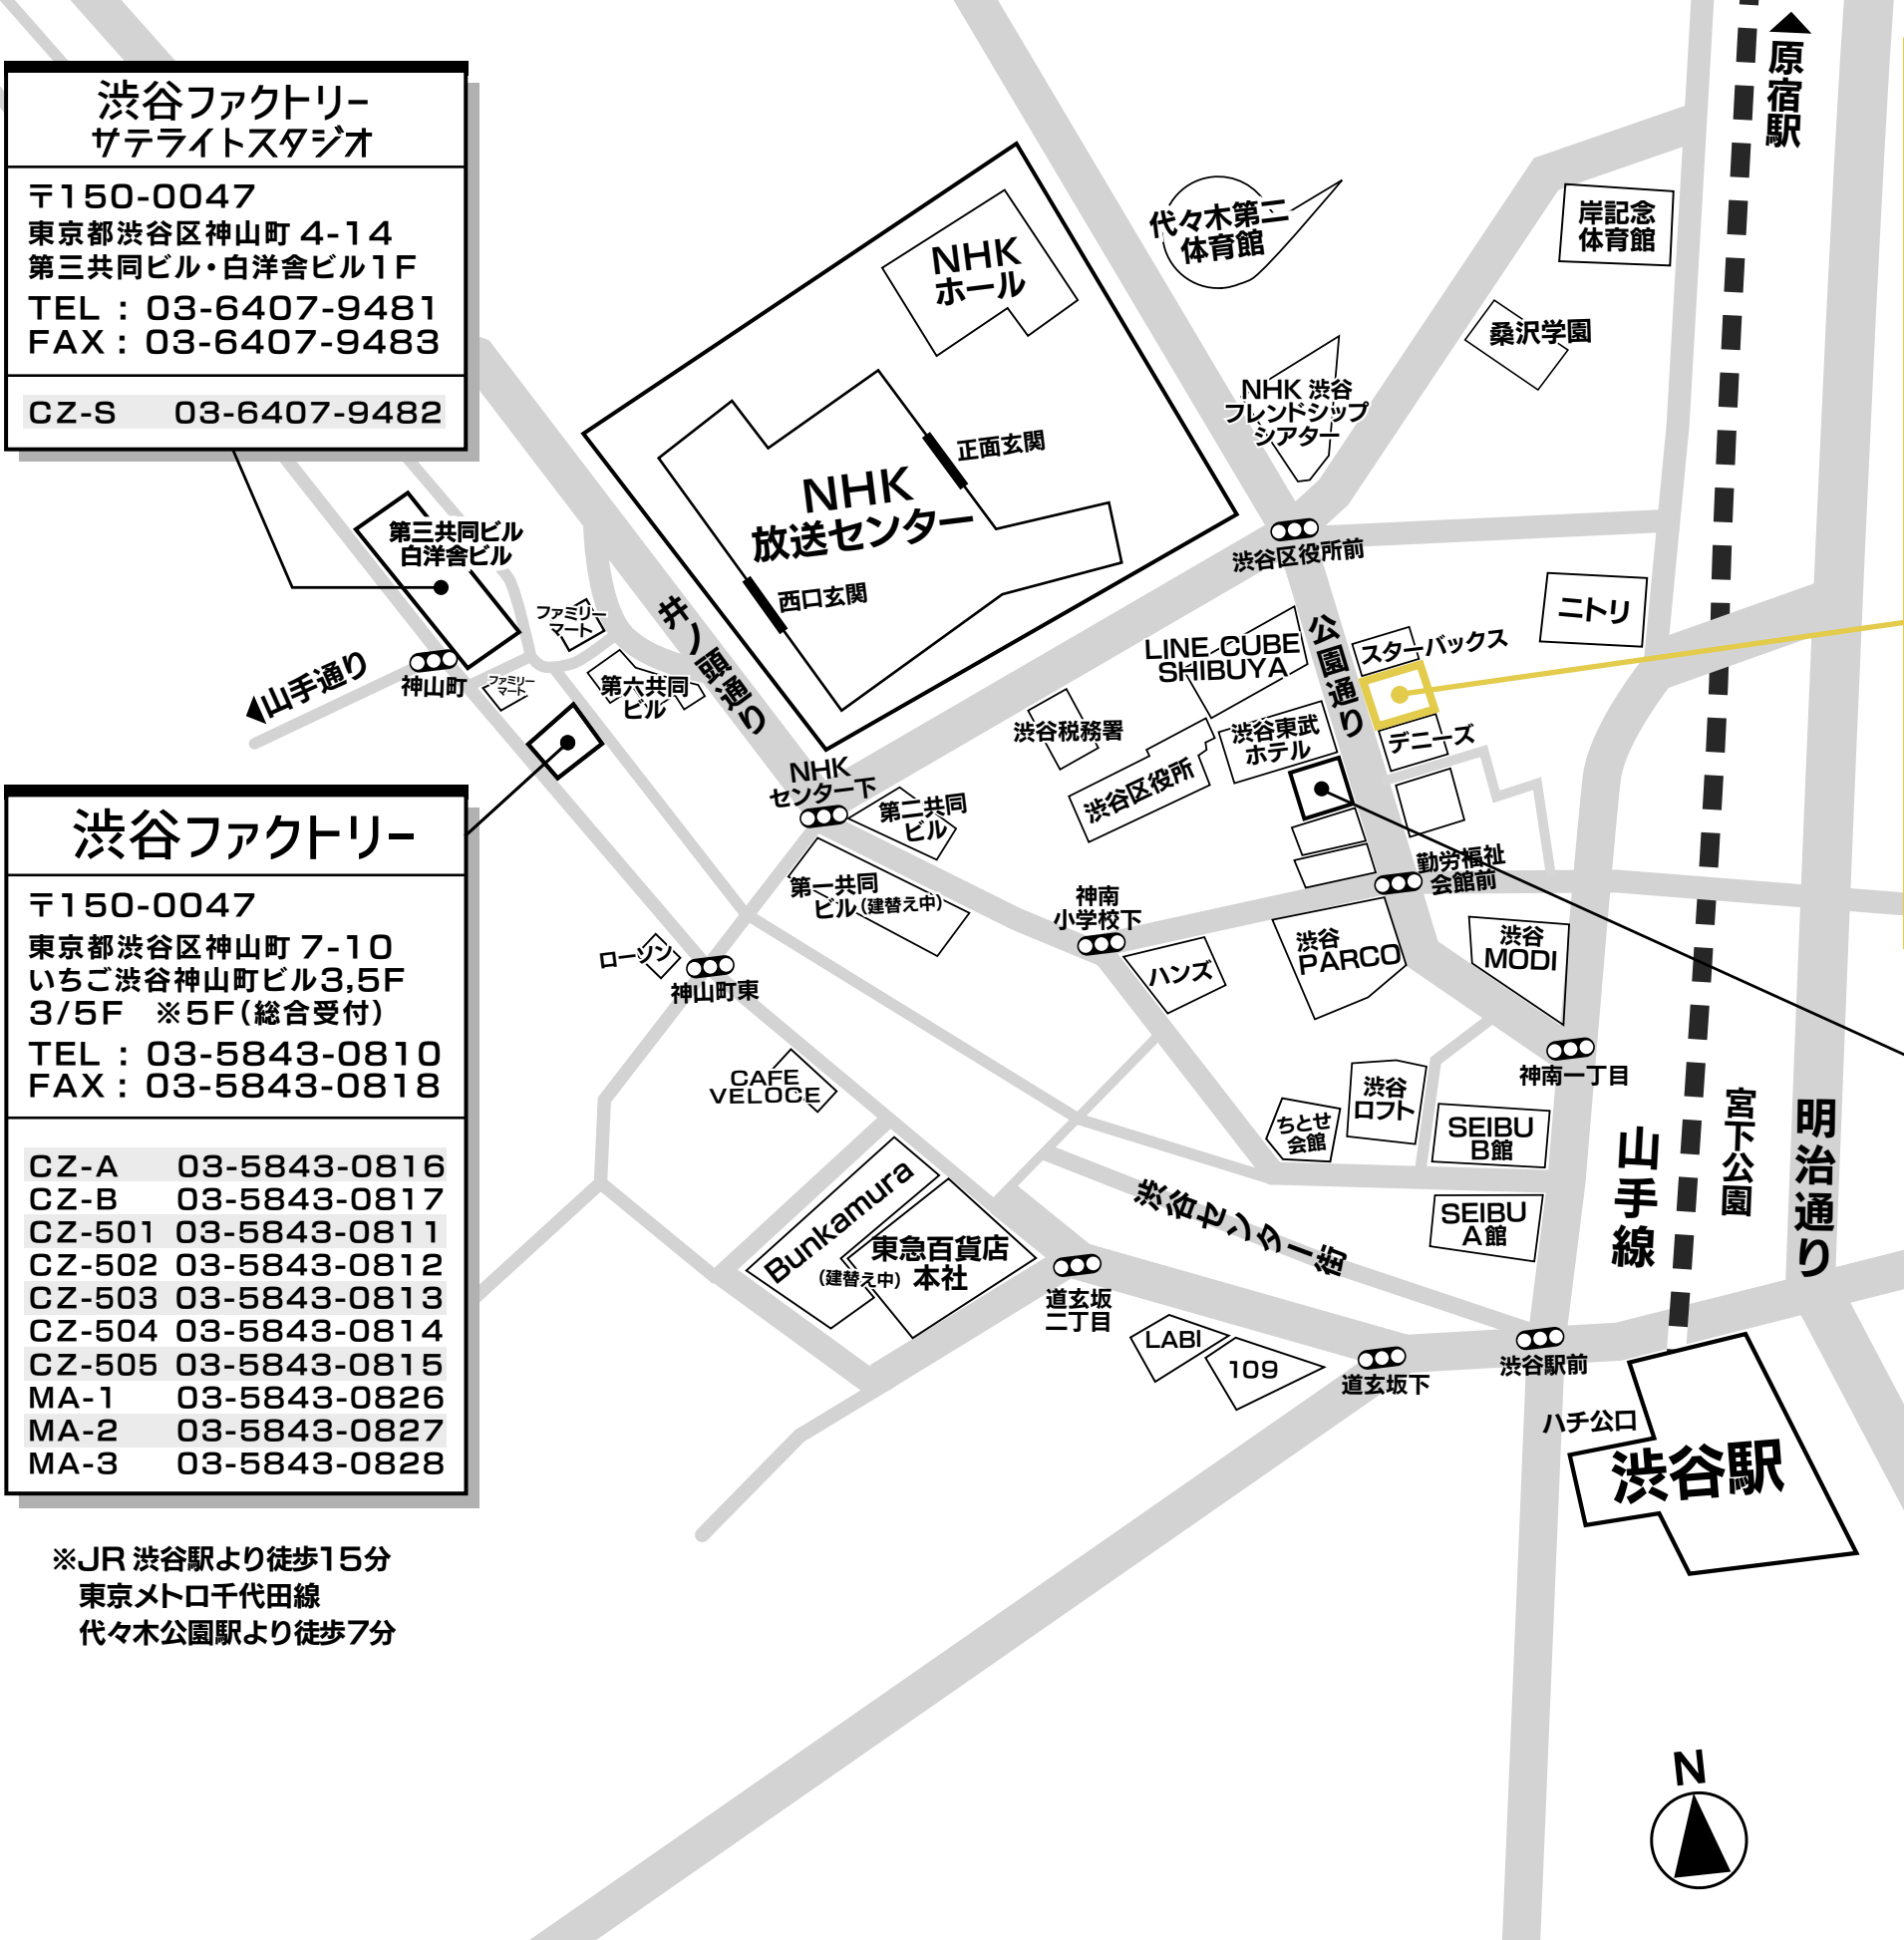 渋谷ファクトリー
サテライトスタジオ
〒150-0047
東京都渋谷区神山町 4-14
第三共同ビル・白洋舎ビル1F
TEL : 03-6407-9481
FAX : 03-6407-9483
CZ-S 03-6407-9482
原宿駅
代々木第二
体育館
岸記念
体育館
桑沢学園
NHK
ホール
NHK 渋谷
フレンドシップ
シアター
正面玄関
NHK
放送センター
西口玄関
第三共同ビル
白洋舎ビル
ファミリー
マート
井ノ頭通り
渋谷区役所前
ニトリ
公園通り
スターバックス
LINE CUBE
SHIBUYA
山手通り
神山町
ファミリー
マート
第六共同
ビル
渋谷税務署
渋谷東武
ホテル
デニーズ
渋谷区役所
NHK
センター下
第二共同
ビル
第一共同
ビル(建替え中)
勤労福祉
会館前
神南
小学校下
渋谷
PARCO
渋谷
MODI
ハンズ
ローソン
神山町東
渋谷ファクトリー
〒150-0047
東京都渋谷区神山町 7-10
いちご渋谷神山町ビル3,5F
3/5F ※5F(総合受付)
TEL : 03-5843-0810
FAX : 03-5843-0818
CZ-A 03-5843-0816
CZ-B 03-5843-0817
CZ-501 03-5843-0811
CZ-502 03-5843-0812
CZ-503 03-5843-0813
CZ-504 03-5843-0814
CZ-505 03-5843-0815
MA-1 03-5843-0826
MA-2 03-5843-0827
MA-3 03-5843-0828
CAFE
VELOCE
神南一丁目
渋谷
ロフト
ちとせ
会館
SEIBU
B館
SEIBU
A館
山手線
宮下公園
明治通り
渋谷センター街
Bunkamura
(建替え中)
東急百貨店
本社
道玄坂
二丁目
LABI
109
道玄坂下
渋谷駅前
ハチ公口
渋谷駅
※JR 渋谷駅より徒歩15分
東京メトロ千代田線
代々木公園駅より徒歩7分
N